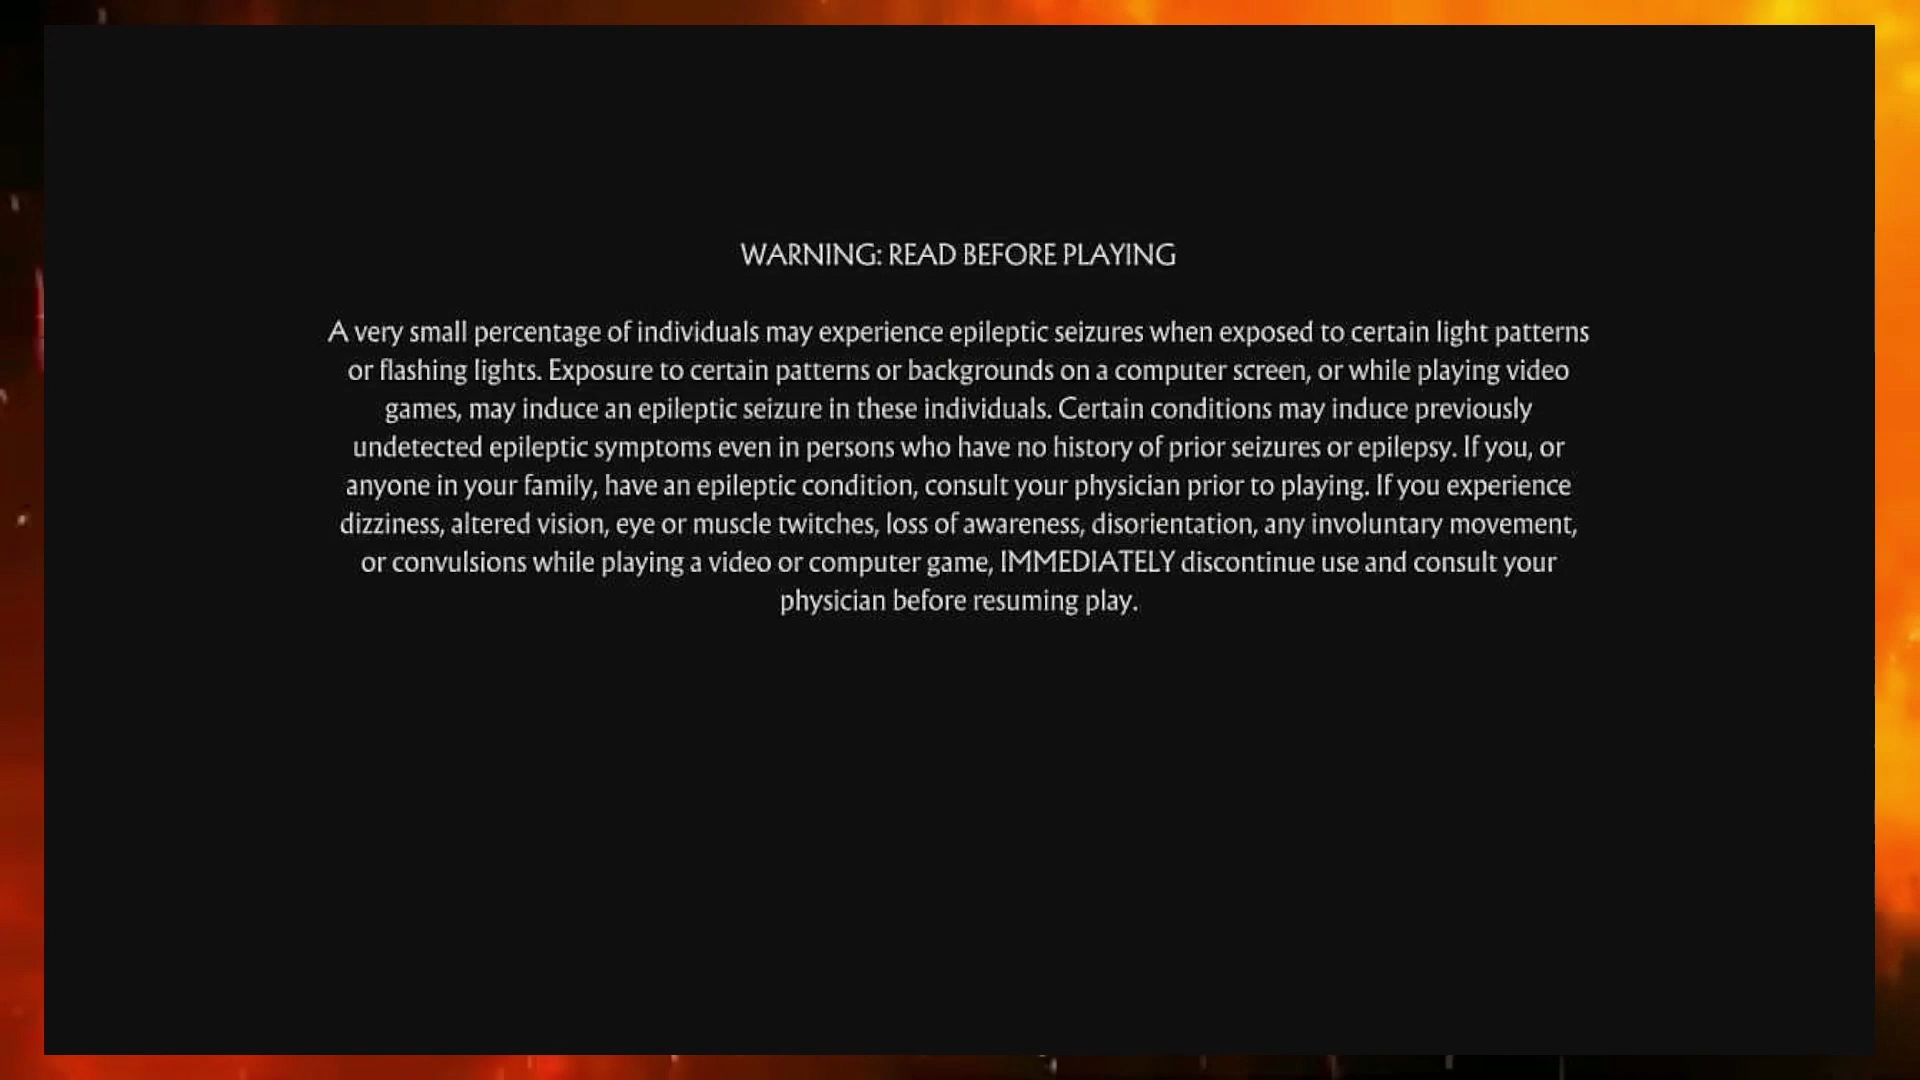 WARNING: READ BEFORE PLAYING
A very small percentage of individuals may experience epileptic seizures when exposed to certain light patterns
or flashing lights. Exposure to certain patterns or backgrounds on a computer screen, or while playing video
games, may induce an epileptic seizure in these individuals. Certain conditions may induce previously
undetected epileptic symptoms even in persons who have no history of prior seizures or epilepsy. If you, or
anyone in your family, have an epileptic condition, consult your physician prior to playing. If you experience
dizziness, altered vision, eye or muscle twitches, loss of awareness, disorientation, any involuntary movement,
or convulsions while playing a video or computer game, IMMEDIATELY discontinue use and consult your
physician before resuming play.